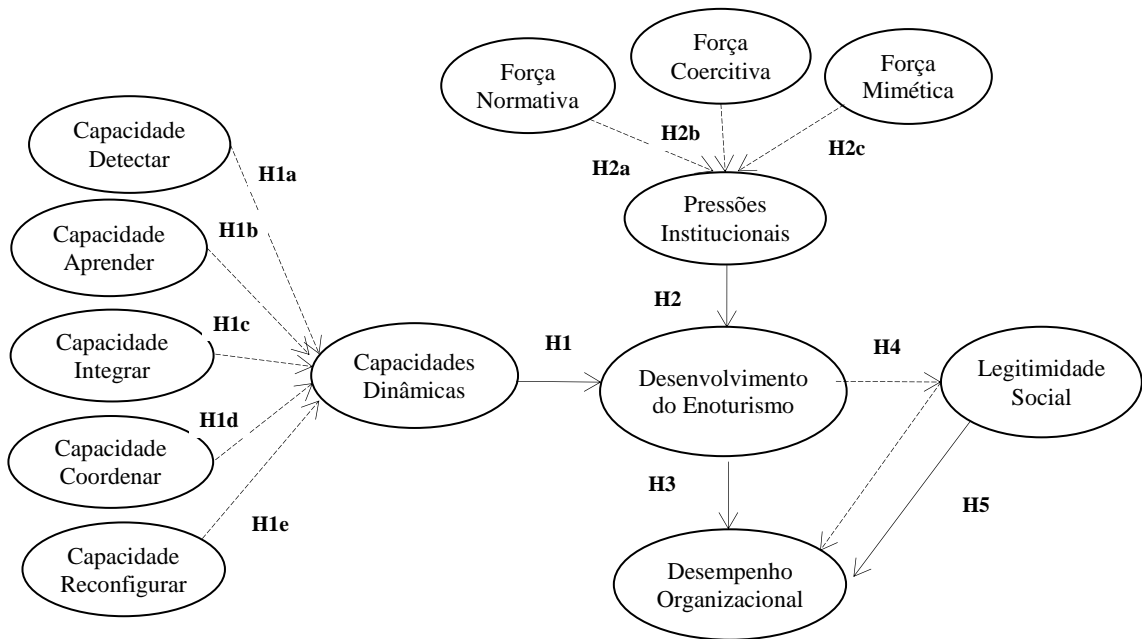 Força
Normativa
Força
Coercitiva
Força
Mimética
Capacidade
Detectar
H1a
H2b
H2a
H2c
Capacidade
Aprender
H1b
Pressões
Institucionais
Capacidade
Integrar
H1c
H2
Capacidades
Dinâmicas
H1
Desenvolvimento
do Enoturismo
H4
Legitimidade
Social
Capacidade
Coordenar
H1d
H3
H5
Capacidade
Reconfigurar
H1e
Desempenho
Organizacional